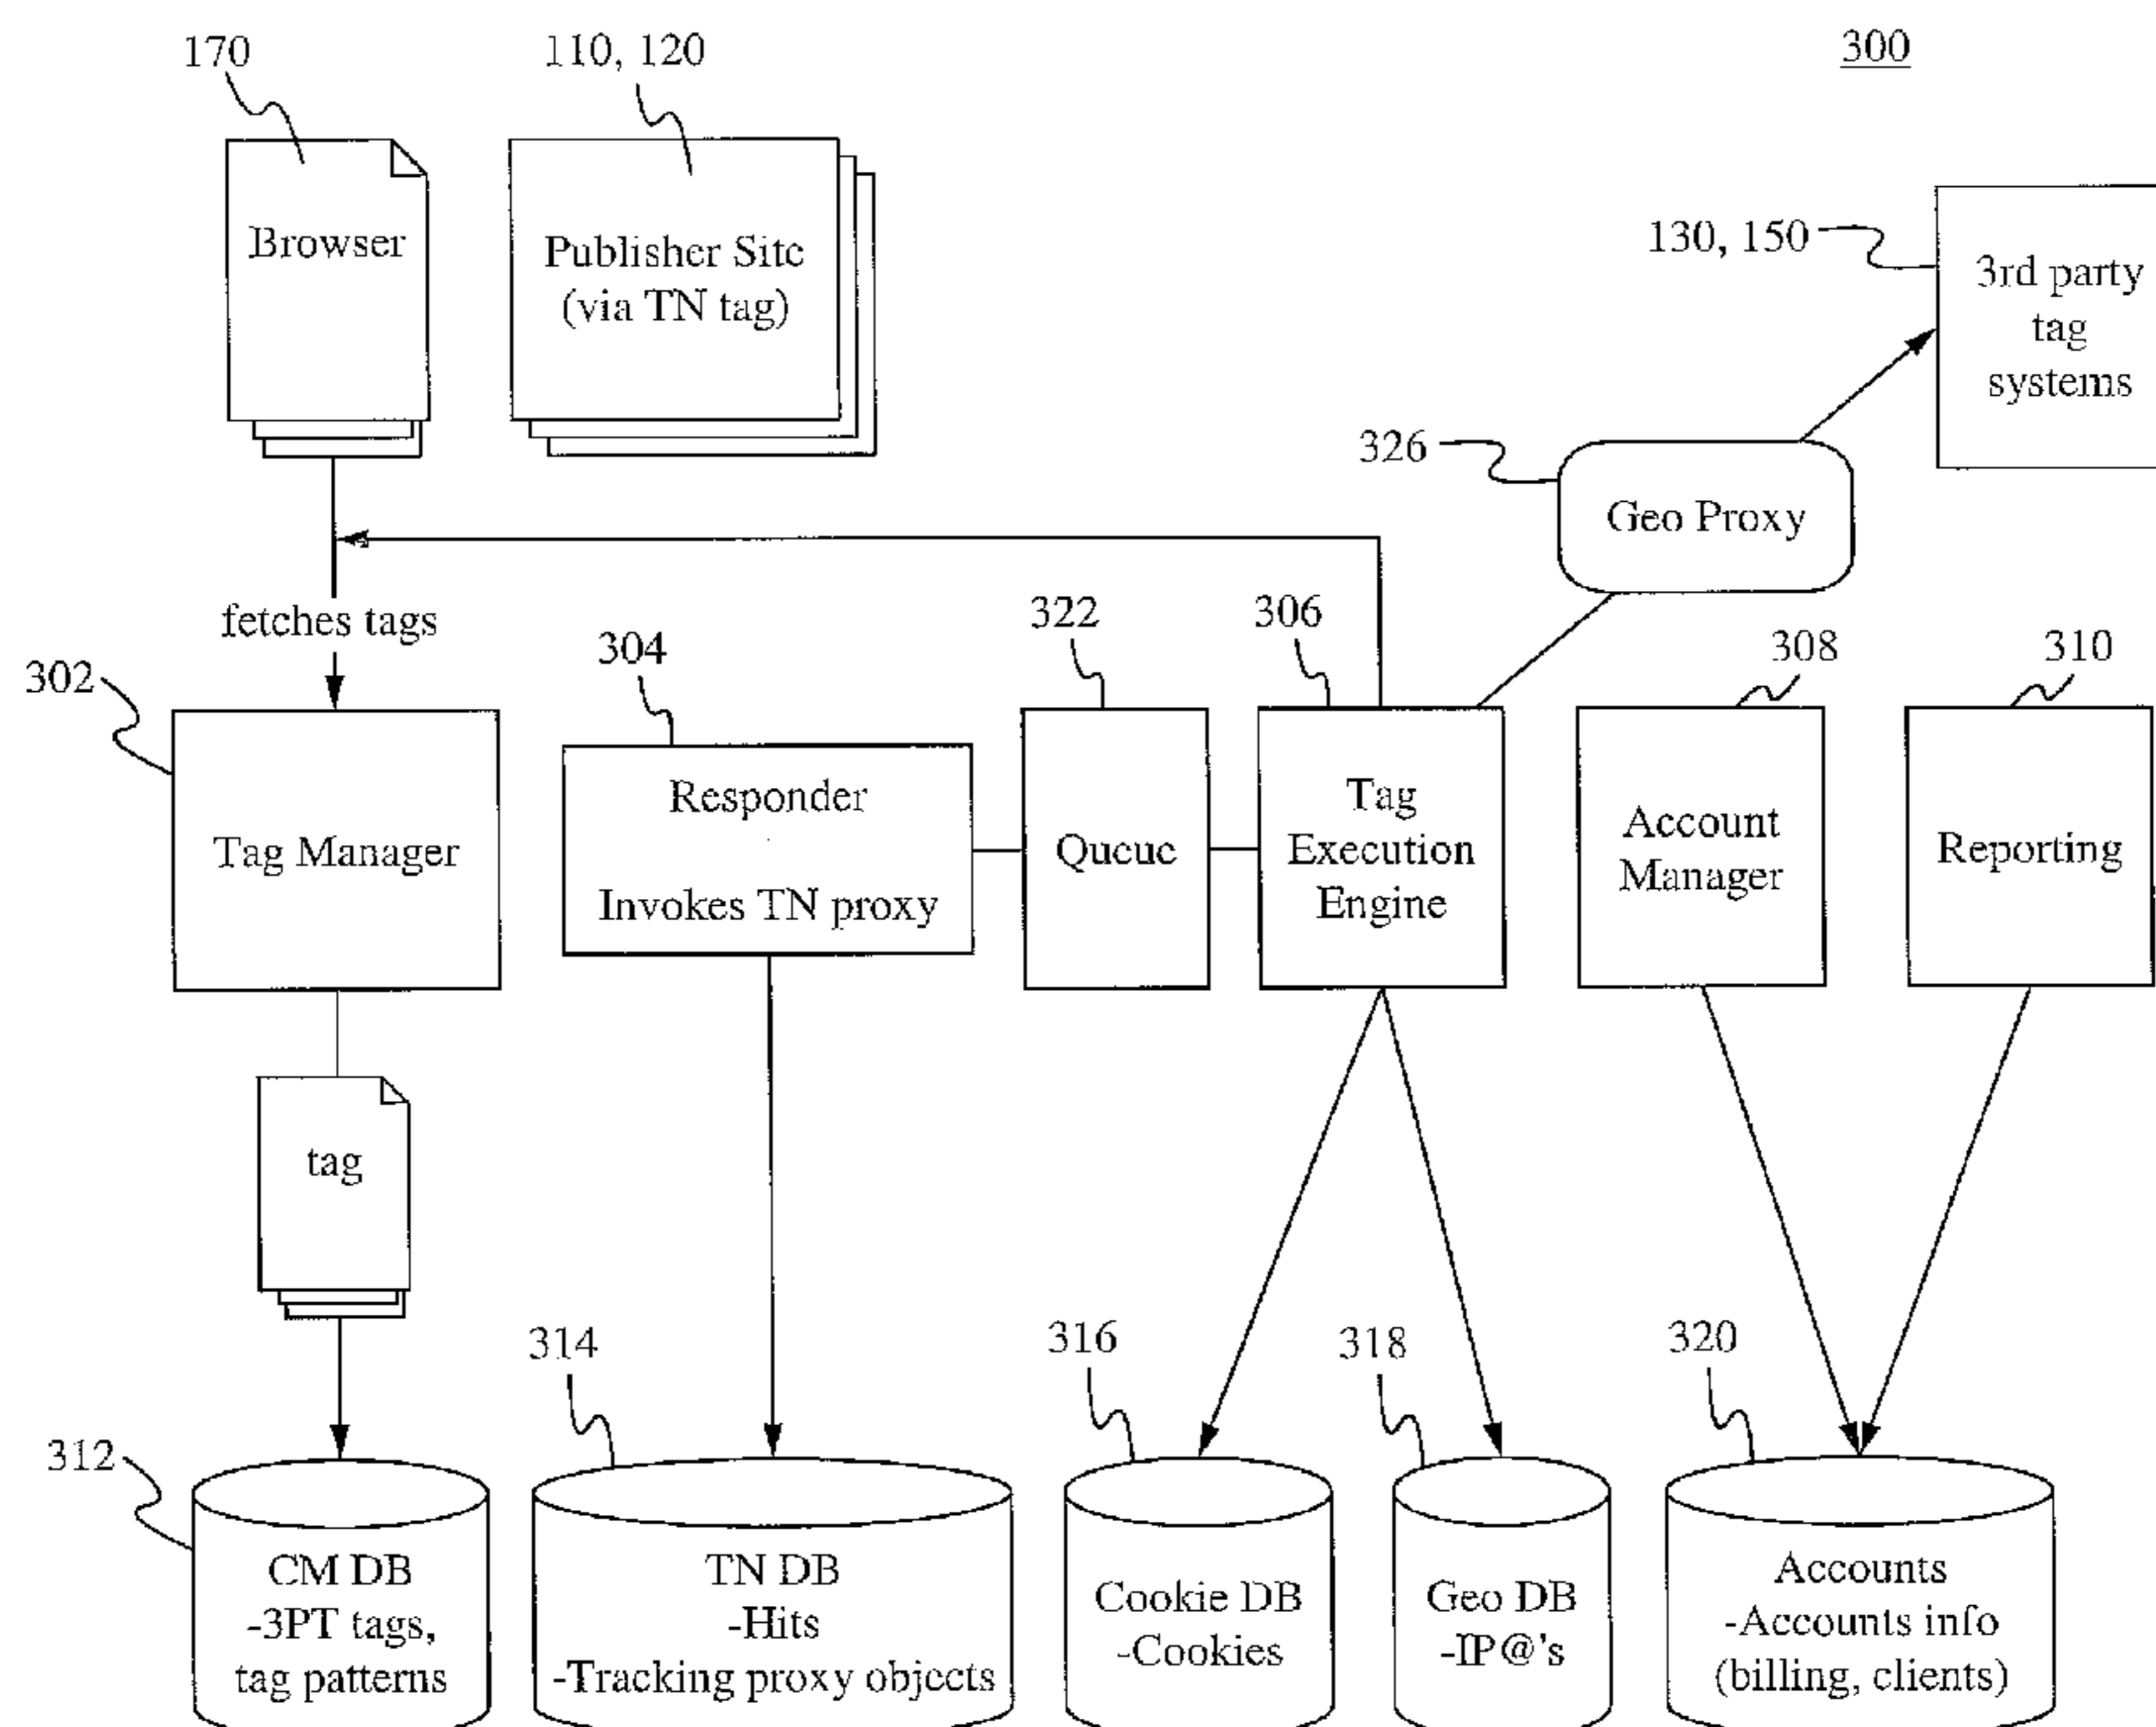 170
110, 120
300
Browser
Publisher Site
(via TN tag)
130, 150
3rd party
tag
systems
326
Geo Proxy
fetches tags
302
304
322
306
308
310
Tag Manager
Responder
Invokes TN proxy
Queue
Tag
Execution
Engine
Account
Manager
Reporting
tag
312
314
316
318
320
CM DB
-3PT tags,
tag patterns
TN DB
-Hits
-Tracking proxy objects
Cookie DB
-Cookies
Geo DB
-IP@'s
Accounts
-Accounts info
(billing, clients)